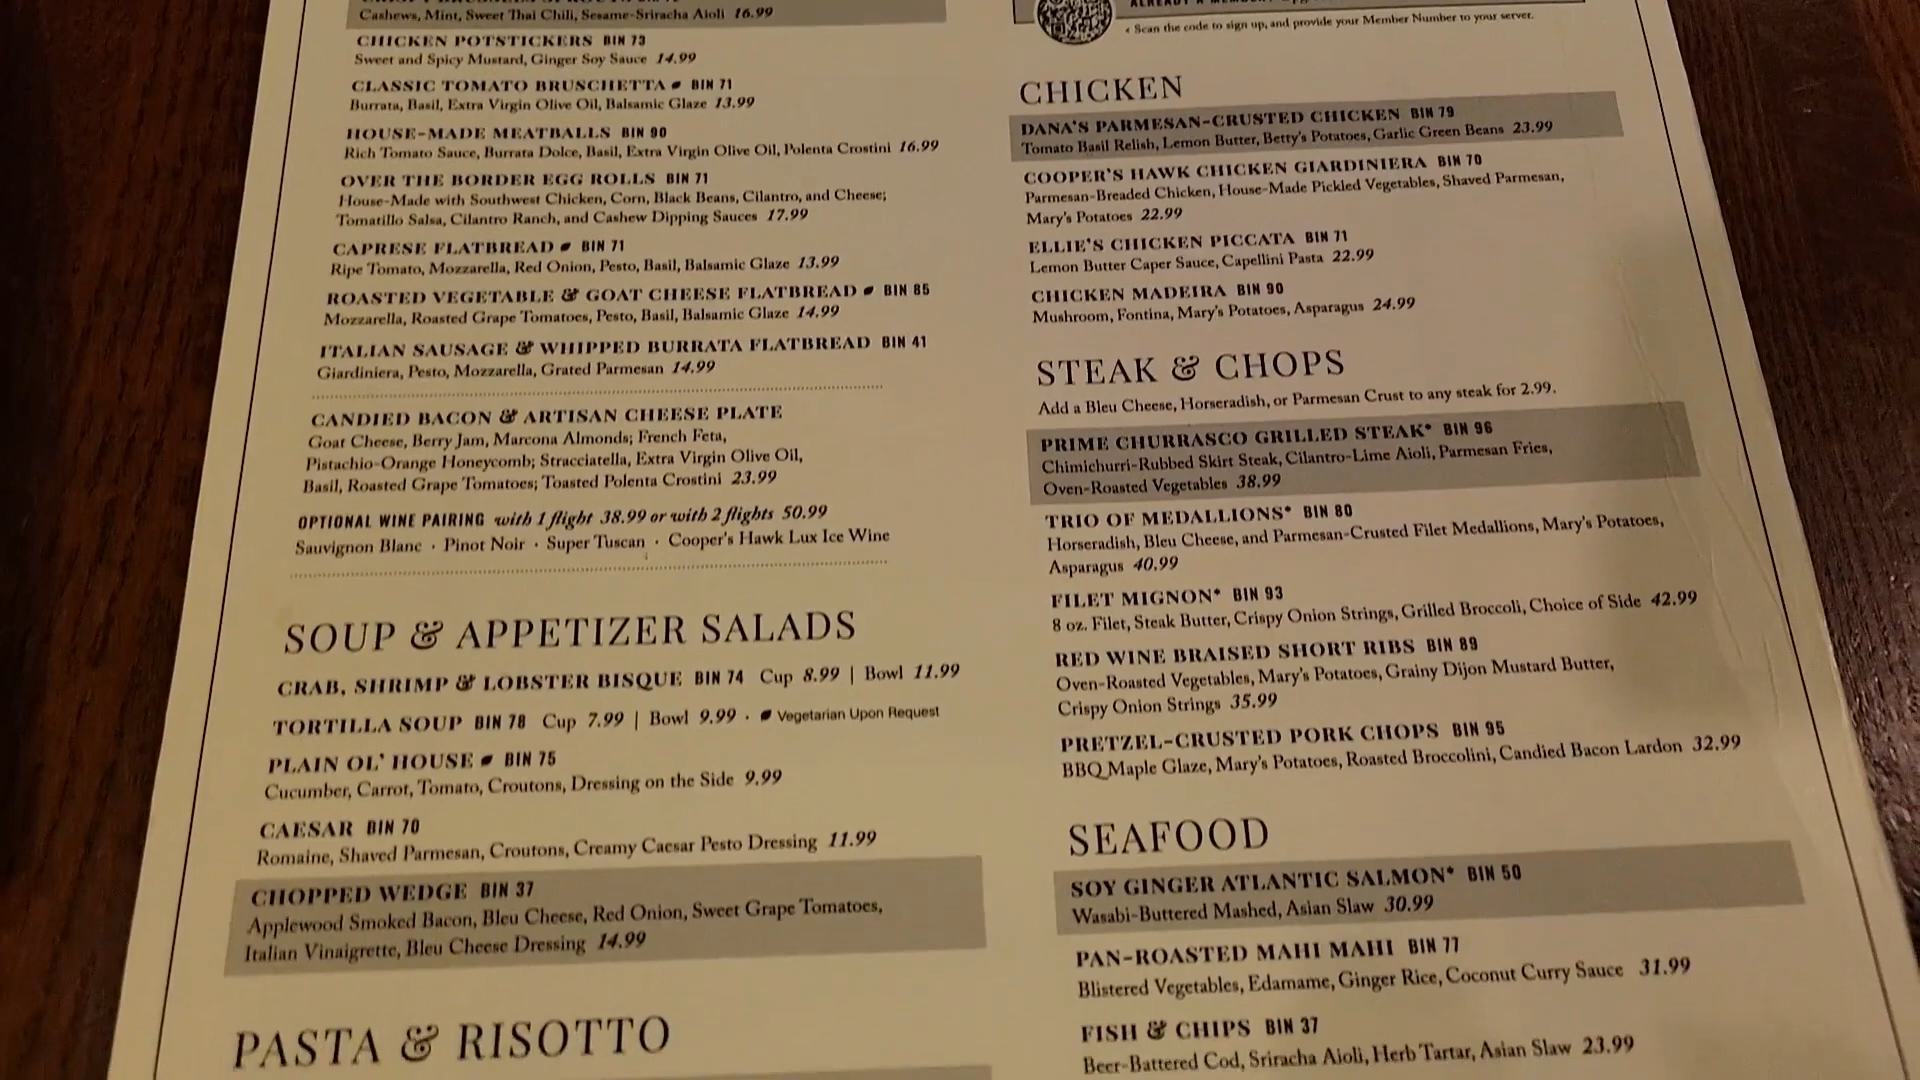 Cashews, Mint, Sweet Thai Chili, Sesame-Sriracha Aioli 16.99
CHICKEN POTSTICKERS BIN 73
Sweet and Spicy Mustard, Ginger Soy Sauce 14.99
CLASSIC TOMATO BRUSCHETTA BIN 71
Burrata, Basil, Extra Virgin Olive Oil, Balsamic Glaze 13.99
HOUSE-MADE MEATBALLS BIN 90
Rich Tomato Sauce, Burrata Dolce, Basil, Extra Virgin Olive Oil, Polenta Crostini 16.99
OVER THE BORDER EGG ROLLS BIN 71
House-Made with Southwest Chicken, Corn, Black Beans, Cilantro, and Cheese;
Tomatillo Salsa, Cilantro Ranch, and Cashew Dipping Sauces 17.99
CAPRESE FLATBREAD BIN 71
Ripe Tomato, Mozzarella, Red Onion, Pesto, Basil, Balsamic Glaze 13.99
ROASTED VEGETABLE & GOAT CHEESE FLATBREAD BIN 85
Mozzarella, Roasted Grape Tomatoes, Pesto, Basil, Balsamic Glaze 14.99
ITALIAN SAUSAGE & WHIPPED BURRATA FLATBREAD BIN 41
Giardiniera, Pesto, Mozzarella, Grated Parmesan 14.99
CANDIED BACON & ARTISAN CHEESE PLATE
Goat Cheese, Berry Jam, Marcona Almonds; French Feta,
Pistachio-Orange Honeycomb; Stracciatella, Extra Virgin Olive Oil,
Basil, Roasted Grape Tomatoes; Toasted Polenta Crostini 23.99
OPTIONAL WINE PAIRING with 1 flight 38.99 or with 2 flights 50.99
Sauvignon Blanc · Pinot Noir · Super Tuscan · Cooper's Hawk Lux Ice Wine
SOUP & APPETIZER SALADS
CRAB, SHRIMP & LOBSTER BISQUE BIN 74 Cup 8.99 | Bowl 11.99
TORTILLA SOUP BIN 78 Cup 7.99 | Bowl 9.99 · Vegetarian Upon Request
PLAIN OL' HOUSE BIN 75
Cucumber, Carrot, Tomato, Croutons, Dressing on the Side 9.99
CAESAR BIN 70
Romaine, Shaved Parmesan, Croutons, Creamy Caesar Pesto Dressing 11.99
CHOPPED WEDGE BIN 37
Applewood Smoked Bacon, Bleu Cheese, Red Onion, Sweet Grape Tomatoes,
Italian Vinaigrette, Bleu Cheese Dressing 14.99
PASTA & RISOTTO
ALREADY A MEMBER?
Scan the code to sign up, and provide your Member Number to your server.
CHICKEN
DANA'S PARMESAN-CRUSTED CHICKEN BIN 79
Tomato Basil Relish, Lemon Butter, Betty's Potatoes, Garlic Green Beans 23.99
COOPER'S HAWK CHICKEN GIARDINIERA BIN 70
Parmesan-Breaded Chicken, House-Made Pickled Vegetables, Shaved Parmesan,
Mary's Potatoes 22.99
ELLIE'S CHICKEN PICCATA BIN 71
Lemon Butter Caper Sauce, Capellini Pasta 22.99
CHICKEN MADEIRA BIN 90
Mushroom, Fontina, Mary's Potatoes, Asparagus 24.99
STEAK & CHOPS
Add a Bleu Cheese, Horseradish, or Parmesan Crust to any steak for 2.99.
PRIME CHURRASCO GRILLED STEAK* BIN 96
Chimichurri-Rubbed Skirt Steak, Cilantro-Lime Aioli, Parmesan Fries,
Oven-Roasted Vegetables 38.99
TRIO OF MEDALLIONS* BIN 80
Horseradish, Bleu Cheese, and Parmesan-Crusted Filet Medallions, Mary's Potatoes,
Asparagus 40.99
FILET MIGNON* BIN 93
8 oz. Filet, Steak Butter, Crispy Onion Strings, Grilled Broccoli, Choice of Side 42.99
RED WINE BRAISED SHORT RIBS BIN 89
Oven-Roasted Vegetables, Mary's Potatoes, Grainy Dijon Mustard Butter,
Crispy Onion Strings 35.99
PRETZEL-CRUSTED PORK CHOPS BIN 95
BBQ Maple Glaze, Mary's Potatoes, Roasted Broccolini, Candied Bacon Lardon 32.99
SEAFOOD
SOY GINGER ATLANTIC SALMON* BIN 50
Wasabi-Buttered Mashed, Asian Slaw 30.99
PAN-ROASTED MAHI MAHI BIN 77
Blistered Vegetables, Edamame, Ginger Rice, Coconut Curry Sauce 31.99
FISH & CHIPS BIN 37
Beer-Battered Cod, Sriracha Aioli, Herb Tartar, Asian Slaw 23.99